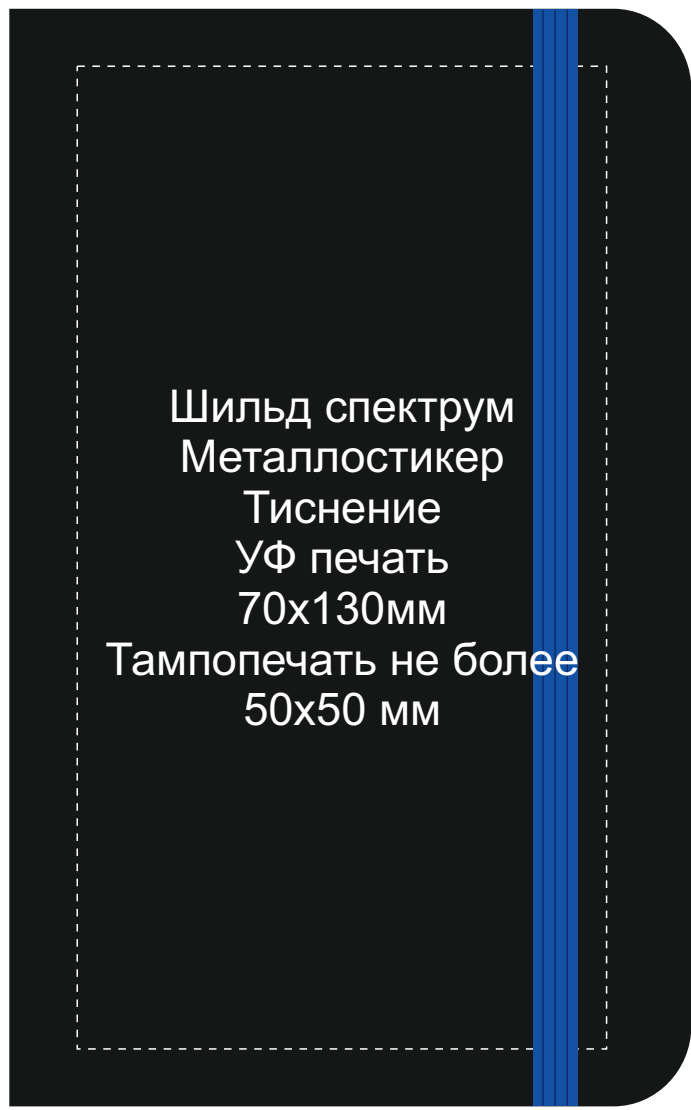 Шильд спектрум
Металлостикер
Тиснение
УФ печать
70х130мм
Тампопечать не более
50х50 мм